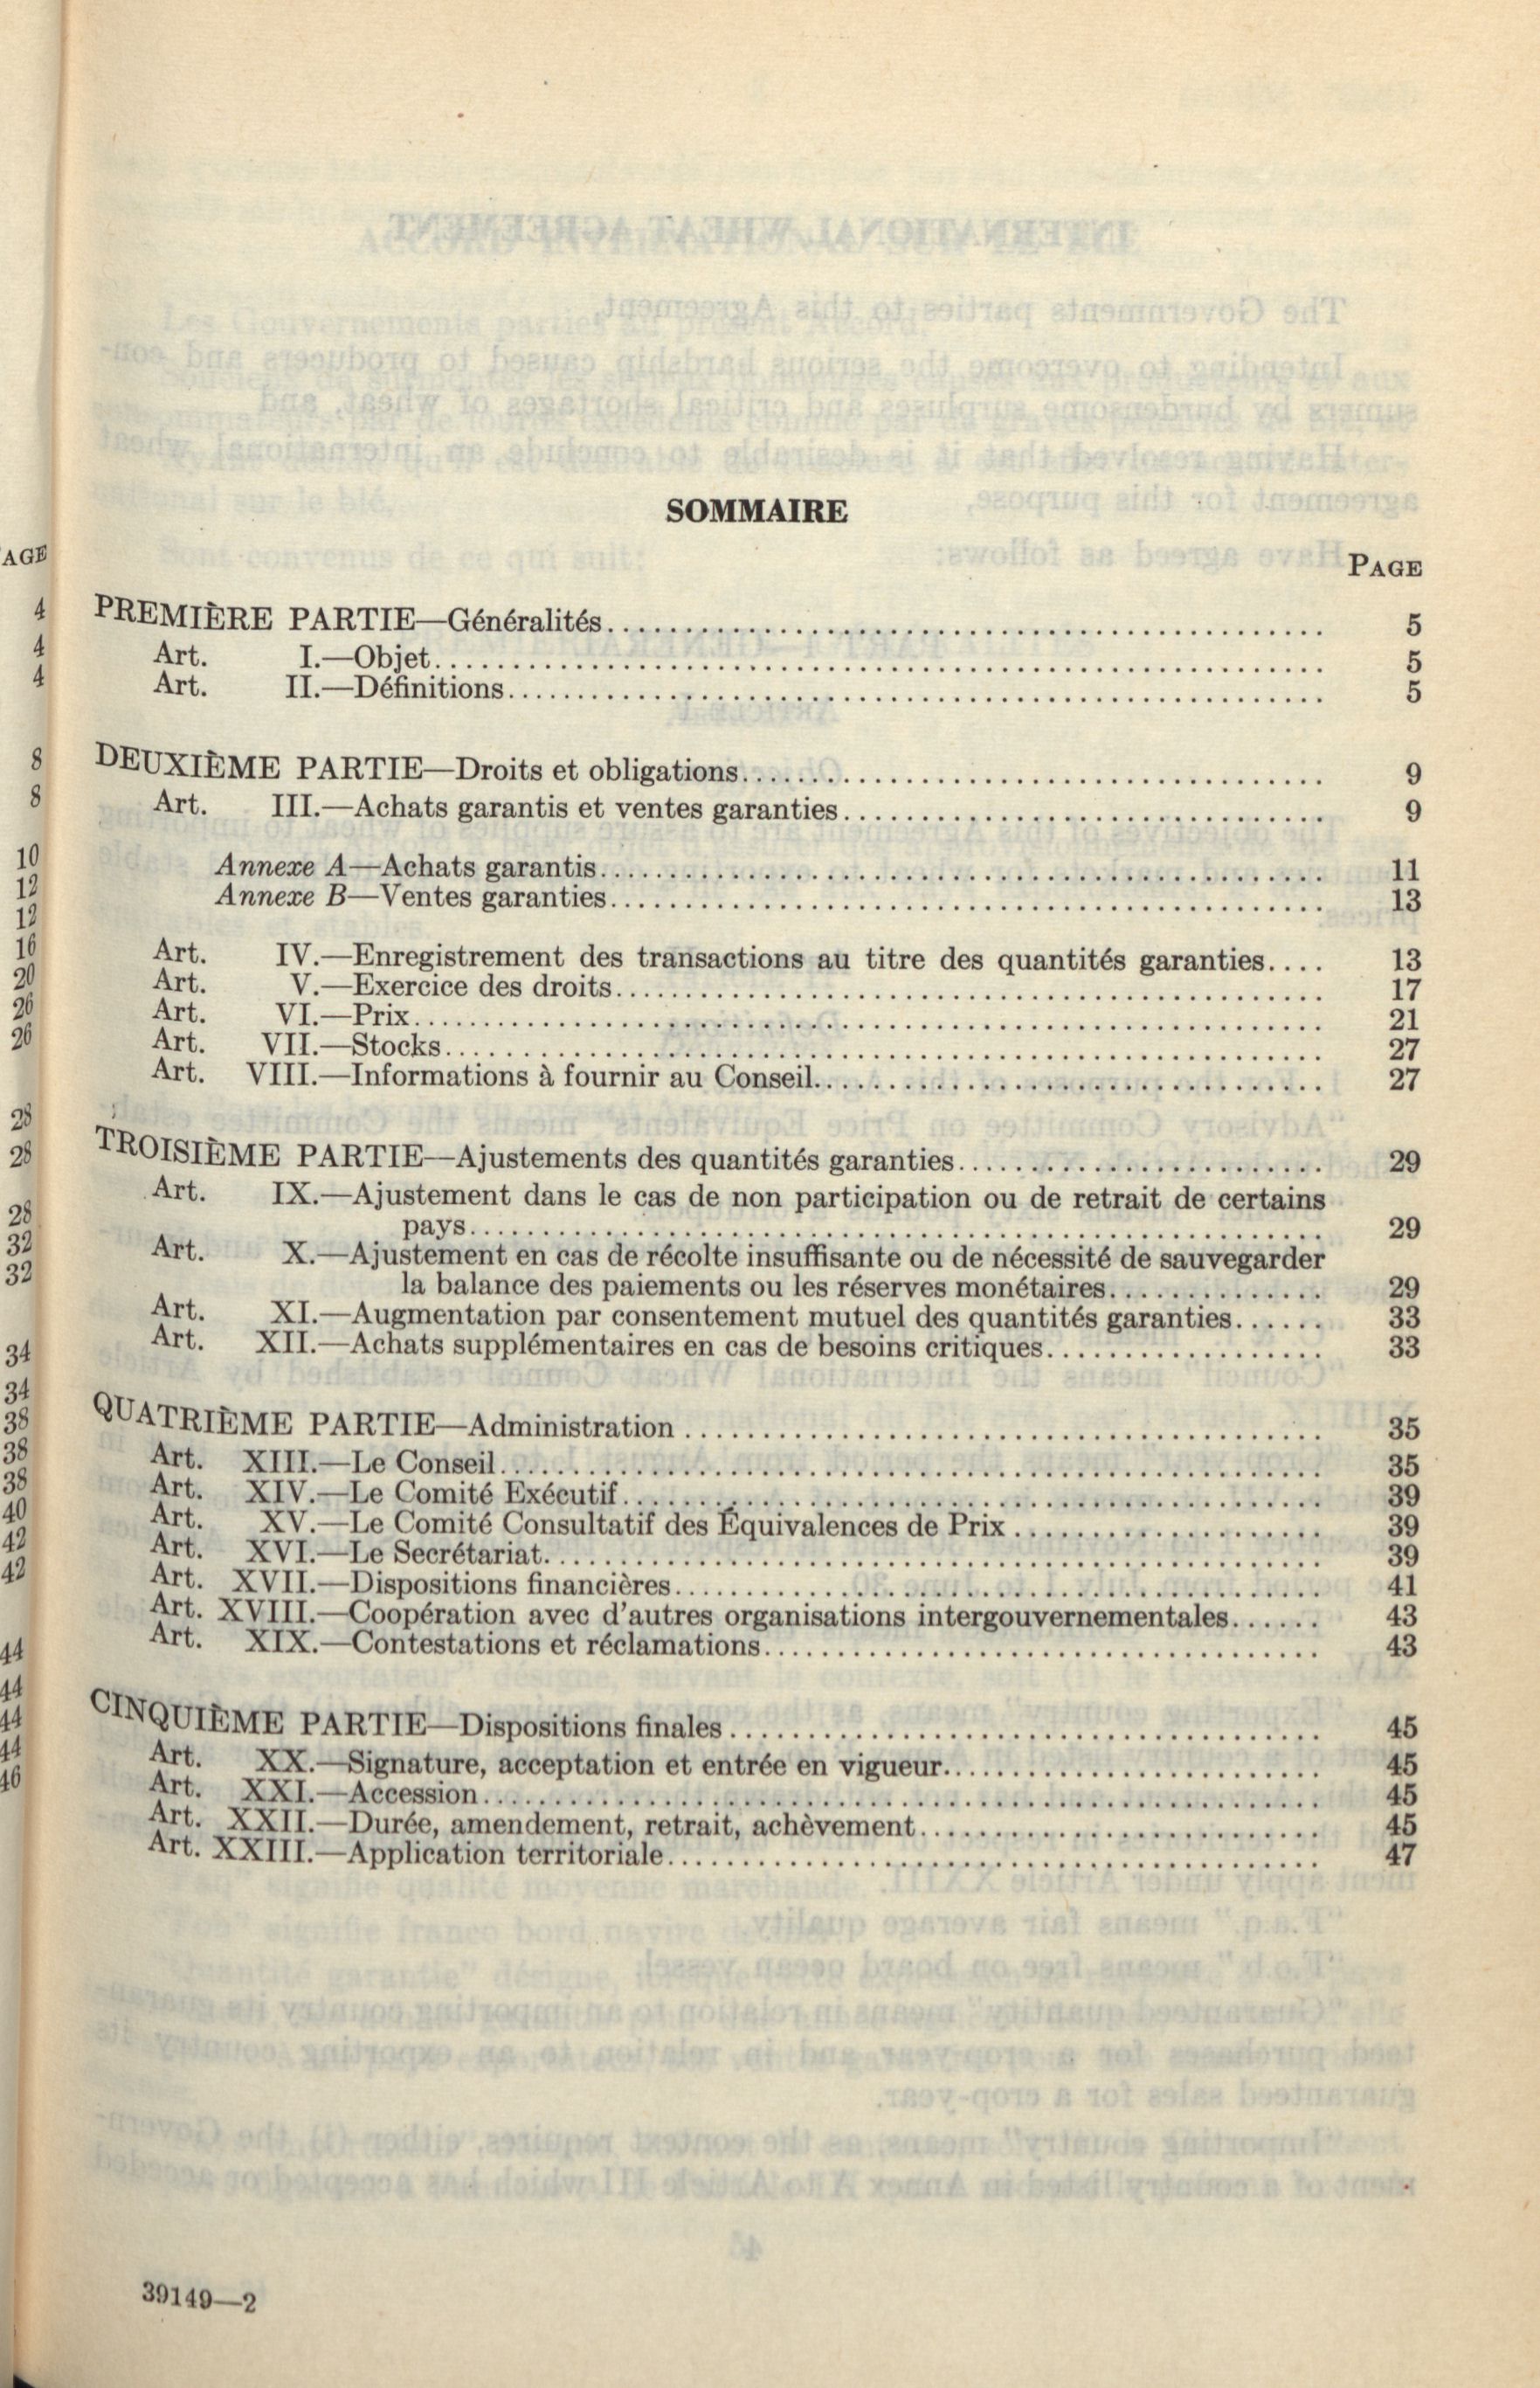 SOMMAIRE
PAGE
PREMIÈRE PARTIE—Généralités........ 5
Art. I.—Objet........ 5
Art. II.—Définitions........ 5
DEUXIÈME PARTIE—Droits et obligations........ 9
Art. III.—Achats garantis et ventes garanties........ 9
Annexe A—Achats garantis........ 11
Annexe B—Ventes garanties........ 13
Art. IV.—Enregistrement des transactions au titre des quantités garanties.... 13
Art. V.—Exercice des droits........ 17
Art. VI.—Prix........ 21
Art. VII.—Stocks........ 27
Art. VIII.—Informations à fournir au Conseil........ 27
TROISIÈME PARTIE—Ajustements des quantités garanties........ 29
Art. IX.—Ajustement dans le cas de non participation ou de retrait de certains
pays........ 29
Art. X.—Ajustement en cas de récolte insuffisante ou de nécessité de sauvegarder
la balance des paiements ou les réserves monétaires........ 29
Art. XI.—Augmentation par consentement mutuel des quantités garanties...... 33
Art. XII.—Achats supplémentaires en cas de besoins critiques........ 33
QUATRIÈME PARTIE—Administration........ 35
Art. XIII.—Le Conseil........ 35
Art. XIV.—Le Comité Exécutif........ 39
Art. XV.—Le Comité Consultatif des Équivalences de Prix........ 39
Art. XVI.—Le Secrétariat........ 39
Art. XVII.—Dispositions financières........ 41
Art. XVIII.—Coopération avec d'autres organisations intergouvernementales...... 43
Art. XIX.—Contestations et réclamations........ 43
CINQUIÈME PARTIE—Dispositions finales........ 45
Art. XX.—Signature, acceptation et entrée en vigueur........ 45
Art. XXI.—Accession........ 45
Art. XXII.—Durée, amendement, retrait, achèvement........ 45
Art. XXIII.—Application territoriale........ 47
39149—2